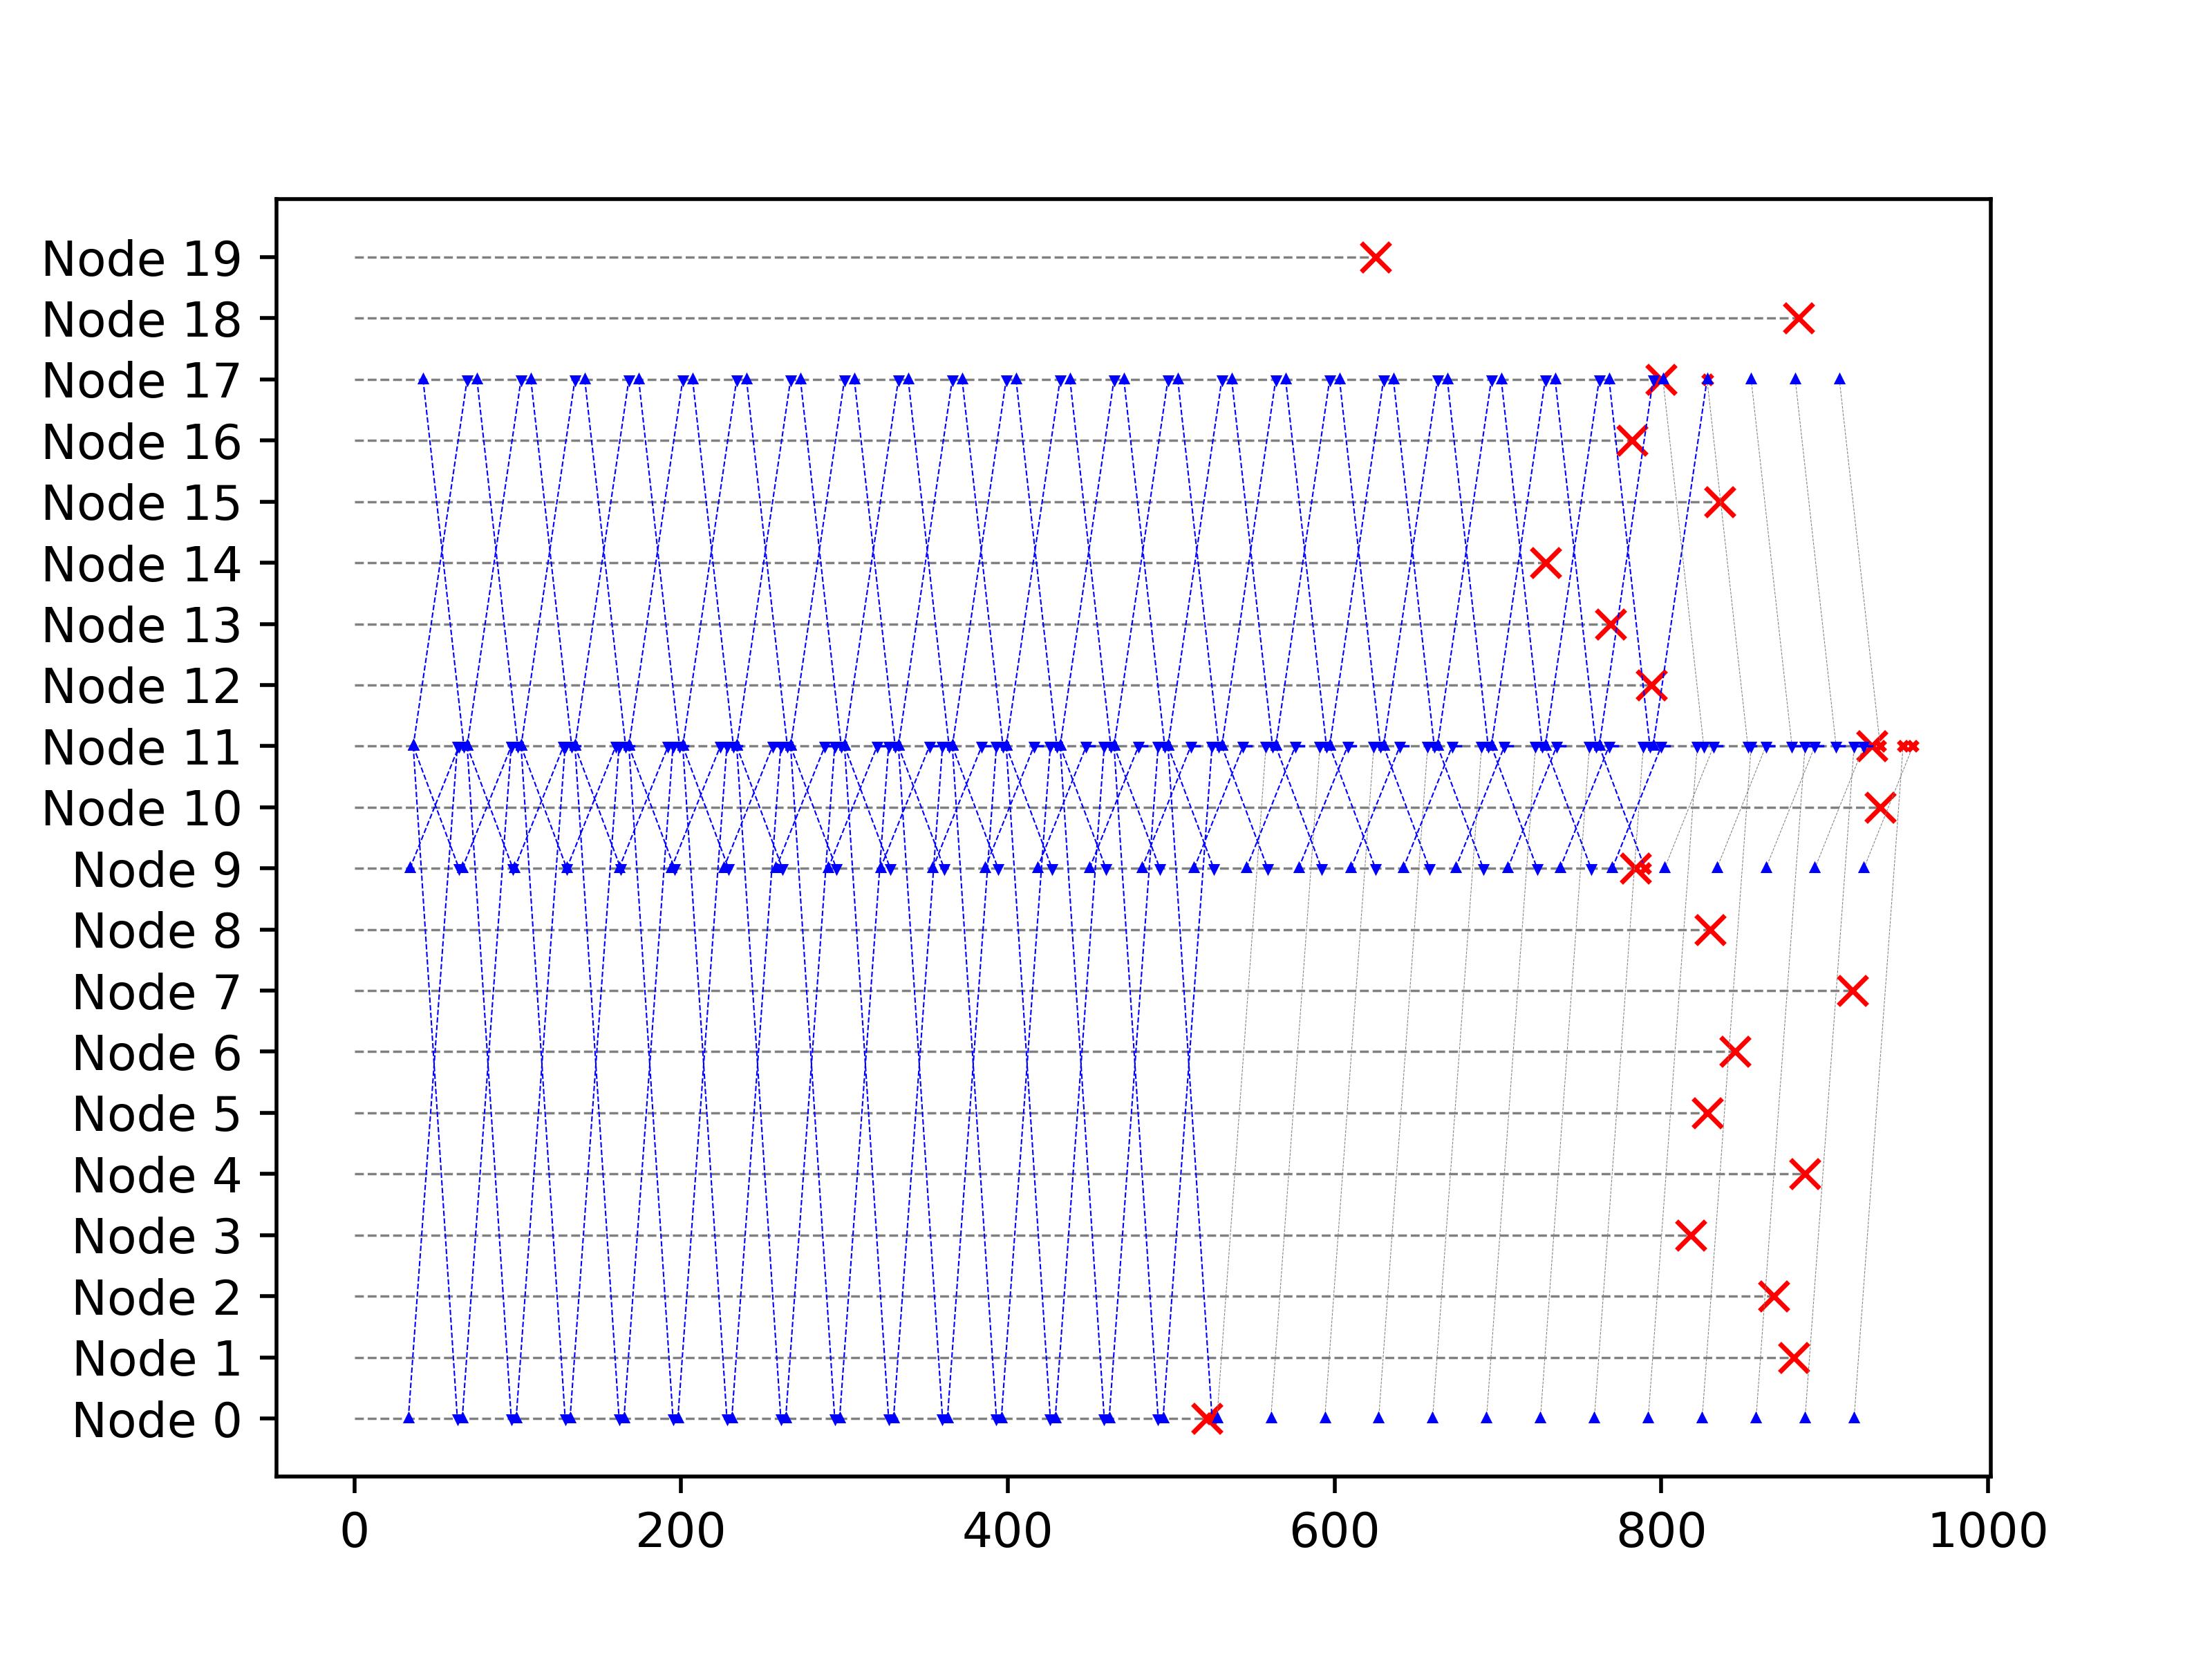 Node 19
Node 18
Node 17
Node 16
Node 15
Node 14
Node 13
Node 12
Node 11
Node 10
Node 9
Node 8
Node 7
Node 6
Node 5
Node 4
Node 3
Node 2
Node 1
Node 0
0 200 400 600 800 1000